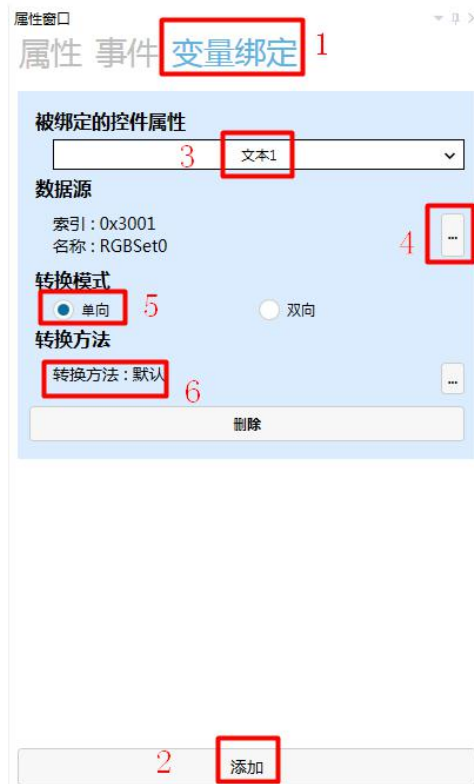 属性窗口
属性 事件 变量绑定 1
被绑定的控件属性
3 文本1
数据源
索引 : 0x3001
名称 : RGBSet0
4 ...
转换模式
单向 5 双向
转换方法
转换方法 : 默认 ...
6
删除
2 添加